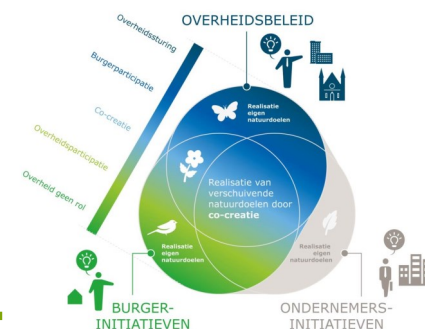 OVERHEIDSBELEID
Overheidssturing
Burgerparticipatie
Co-creatie
Overheidsparticipatie
Overheid geen rol
Realisatie
eigen
natuurdoelen
Realisatie van
verschuivende
natuurdoelen door
co-creatie
Realisatie
eigen
natuurdoelen
Realisatie
eigen
natuurdoelen
BURGER-
INITIATIEVEN
ONDERNEMERS-
INITIATIEVEN